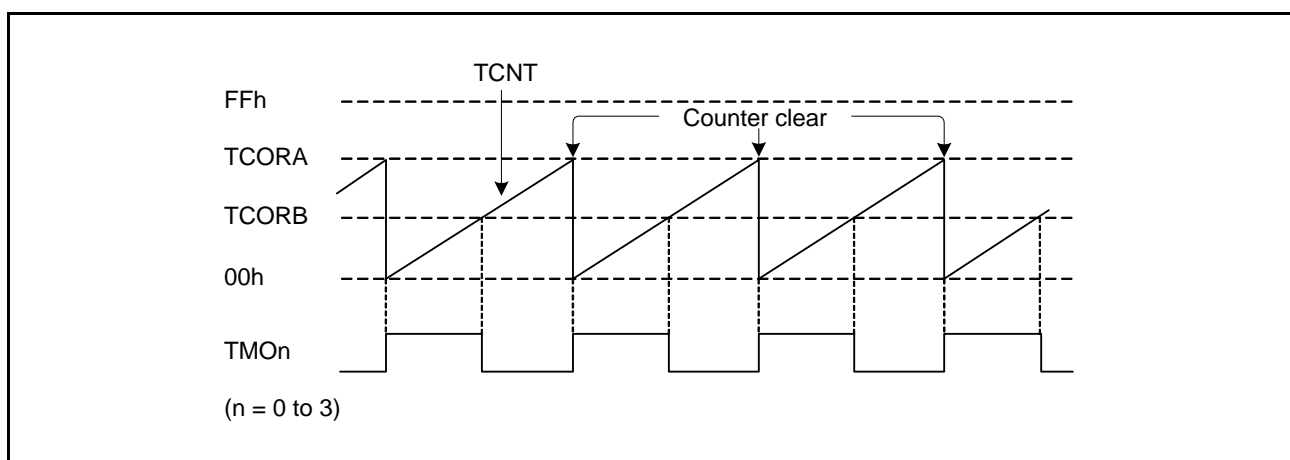 TCNT
FFh
Counter clear
TCORA
TCORB
00h
TMOn
(n = 0 to 3)